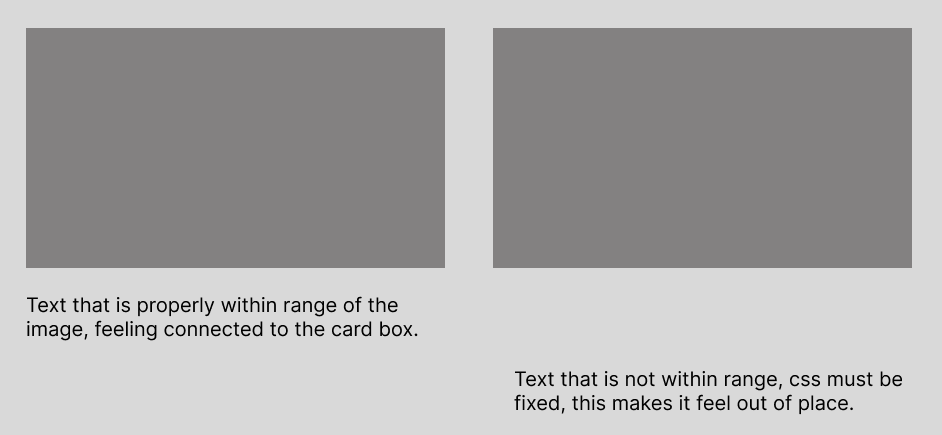 Text that is properly within range of the
image, feeling connected to the card box.
Text that is not within range, css must be
fixed, this makes it feel out of place.